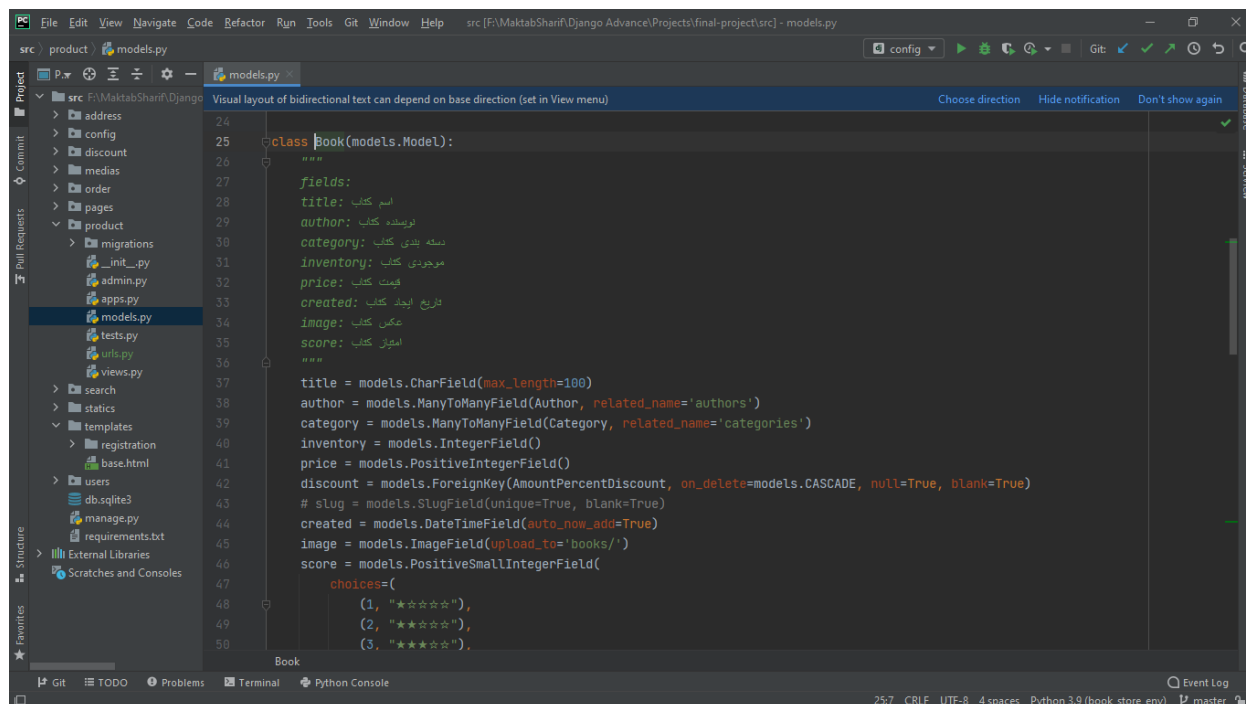 PC File Edit View Navigate Code Refactor Run Tools Git Window Help src [F:\MaktabSharif\Django Advance\Projects\final-project\src] - models.py
src product models.py config Git:
P... models.py
Project
Commit
Pull Requests
Structure
Favorites
src F:\MaktabSharif\Django
address
config
discount
medias
order
pages
product
migrations
__init__.py
admin.py
apps.py
models.py
tests.py
urls.py
views.py
search
statics
templates
registration
base.html
users
db.sqlite3
manage.py
requirements.txt
External Libraries
Scratches and Consoles
Visual layout of bidirectional text can depend on base direction (set in View menu) Choose direction Hide notification Don't show again
24
25 class Book(models.Model):
26 """
27 fields:
28 title: اسم کتاب
29 author: نویسنده کتاب
30 category: دسته بندی کتاب
31 inventory: موجودی کتاب
32 price: قیمت کتاب
33 created: تاریخ ایجاد کتاب
34 image: عکس کتاب
35 score: امتیاز کتاب
36 """
37 title = models.CharField(max_length=100)
38 author = models.ManyToManyField(Author, related_name='authors')
39 category = models.ManyToManyField(Category, related_name='categories')
40 inventory = models.IntegerField()
41 price = models.PositiveIntegerField()
42 discount = models.ForeignKey(AmountPercentDiscount, on_delete=models.CASCADE, null=True, blank=True)
43 # slug = models.SlugField(unique=True, blank=True)
44 created = models.DateTimeField(auto_now_add=True)
45 image = models.ImageField(upload_to='books/')
46 score = models.PositiveSmallIntegerField(
47 choices=(
48 (1, "★☆☆☆☆"),
49 (2, "★★☆☆☆"),
50 (3, "★★★☆☆"),
Book
Git TODO Problems Terminal Python Console Event Log
25:7 CRLF UTF-8 4 spaces Python 3.9 (book_store_env) master